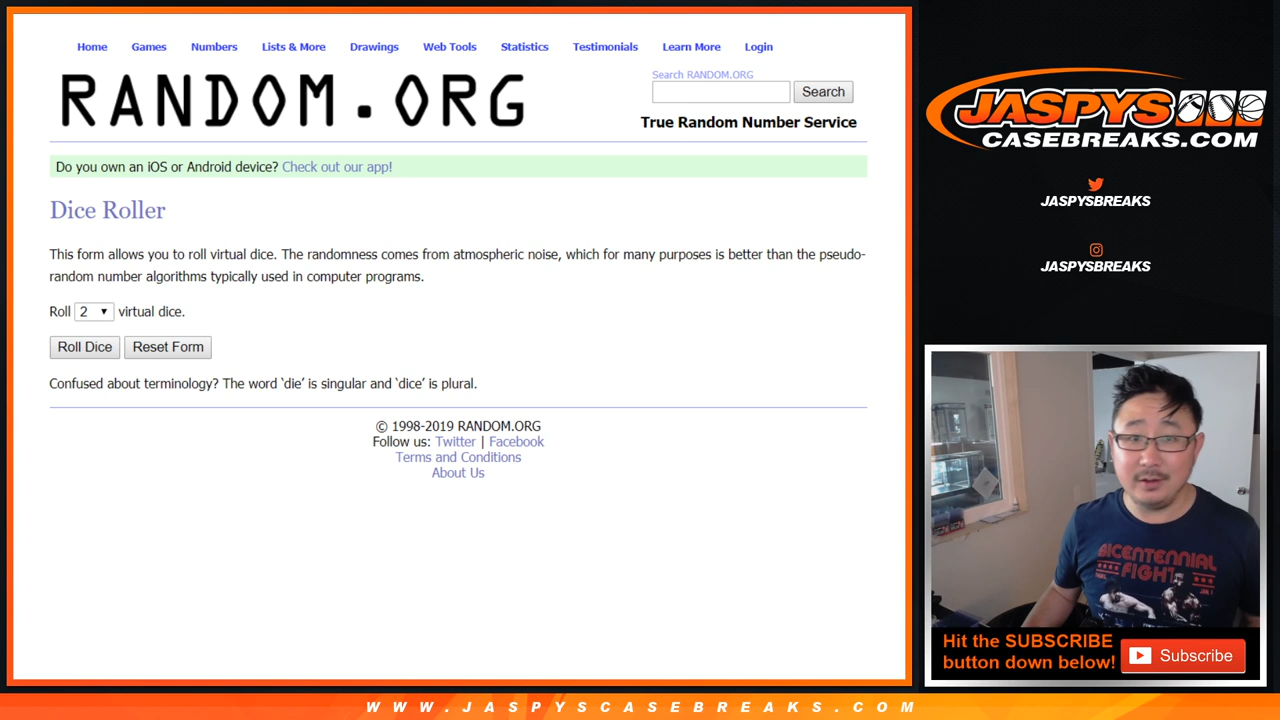 Home Games Numbers Lists & More Drawings Web Tools Statistics Testimonials Learn More Login
RANDOM.ORG
Search RANDOM.ORG
Search
True Random Number Service
Do you own an iOS or Android device? Check out our app!
Dice Roller
This form allows you to roll virtual dice. The randomness comes from atmospheric noise, which for many purposes is better than the pseudo-
random number algorithms typically used in computer programs.
Roll 2 virtual dice.
Roll Dice Reset Form
Confused about terminology? The word ‘die’ is singular and ‘dice’ is plural.
© 1998-2019 RANDOM.ORG
Follow us: Twitter | Facebook
Terms and Conditions
About Us
JASPYS
CASEBREAKS.COM
JASPYSBREAKS
JASPYSBREAKS
BICENTENNIAL
FIGHT
JAN.1
Hit the SUBSCRIBE
button down below!
Subscribe
WWW.JASPYSCASEBREAKS.COM